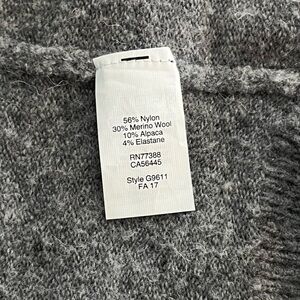 56% Nylon
30% Merino Wool
10% Alpaca
4% Elastane
RN77388
CA56445
Style G9611
FA 17